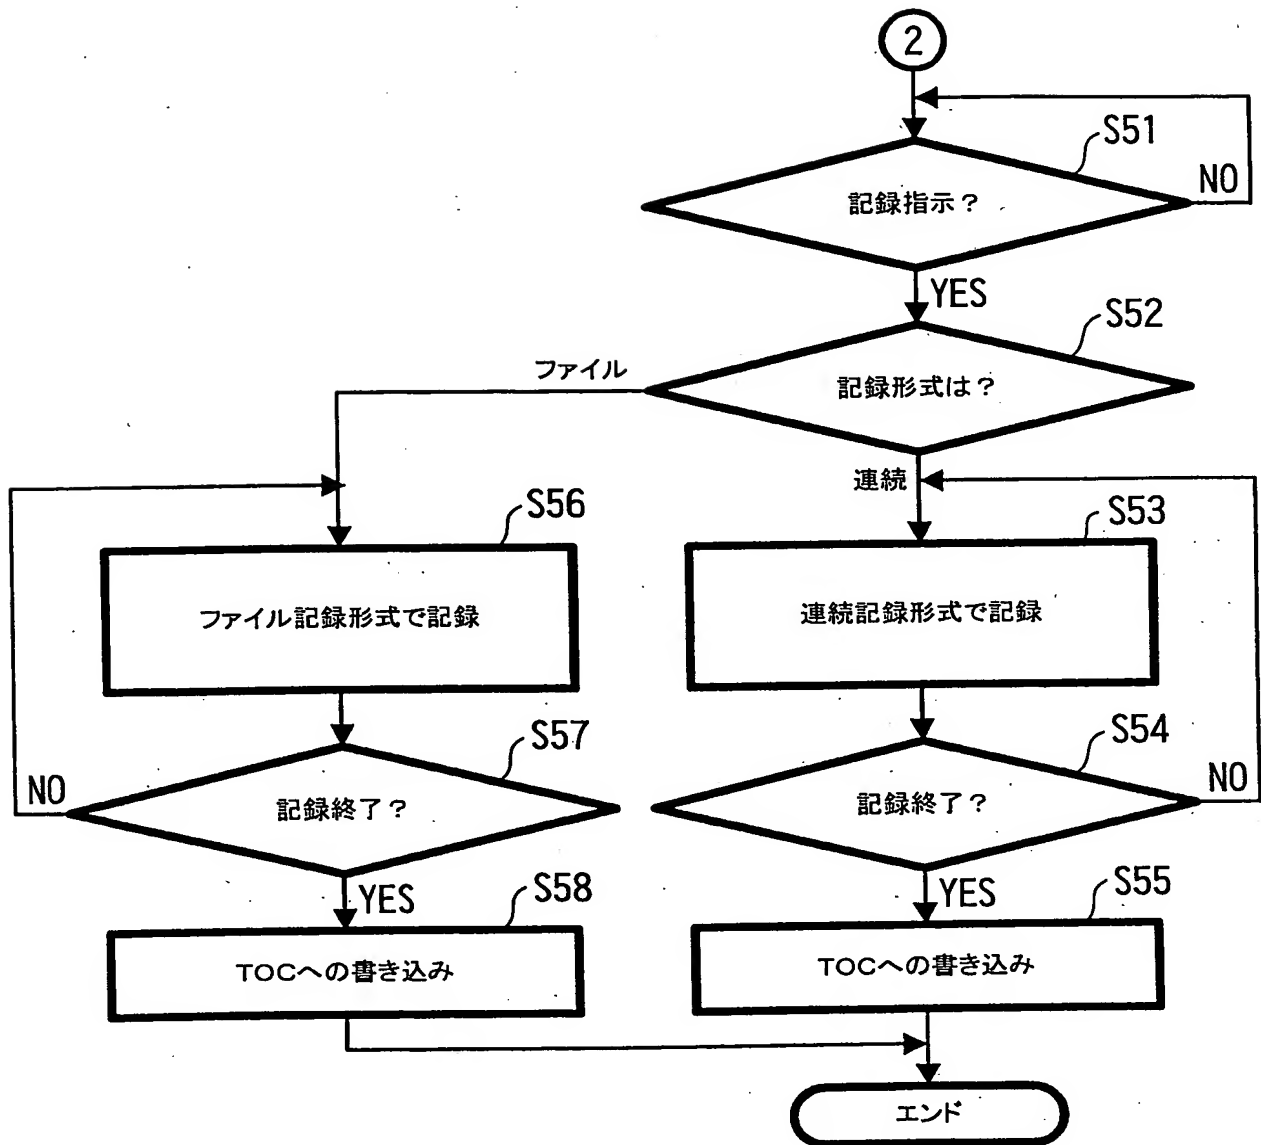 2
S51
記録指示？
NO
YES
S52
ファイル
記録形式は？
連続
S56
S53
ファイル記録形式で記録
連続記録形式で記録
S57
S54
NO
記録終了？
記録終了？
NO
YES
S58
YES
S55
TOCへの書き込み
TOCへの書き込み
エンド